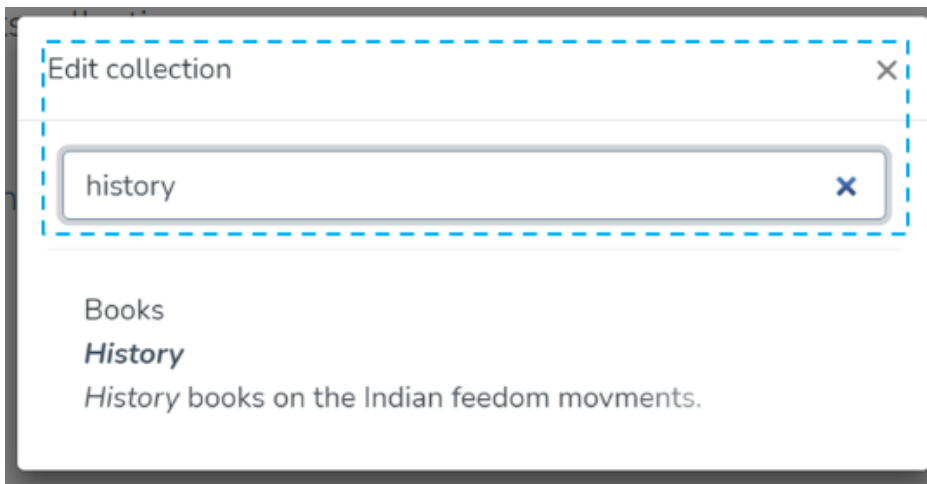 Edit collection
history
Books
History
History books on the Indian feedom movments.